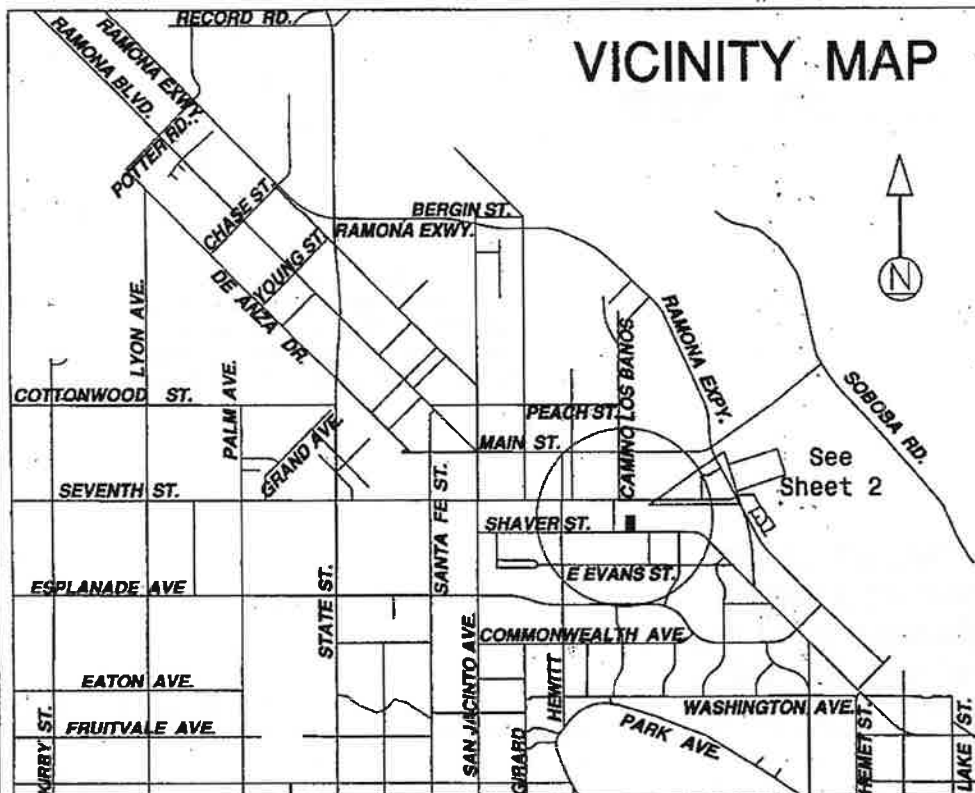 RECORD RD.
VICINITY MAP
RAMONA EXWY.
RAMONA BLVD.
POTTER RD.
CHASE ST.
BERGIN ST.
RAMONA EXWY.
YOUNG ST.
N
DE ANZA DR.
LYON AVE.
RAMONA EXPY.
CAMINO LOS BANOS
SOBOBA RD.
PALM AVE.
COTTONWOOD ST.
PEACH ST.
GRAND AVE.
MAIN ST.
See
Sheet 2
SEVENTH ST.
SANTA FE ST.
SHAVER ST.
E EVANS ST.
ESPLANADE AVE
STATE ST.
SAN JACINTO AVE.
COMMONWEALTH AVE
EATON AVE.
HEWITT
WASHINGTON AVE.
FRUITVALE AVE.
PARK AVE
KIRBY ST.
GIRARD
HEMET ST.
LAKE ST.